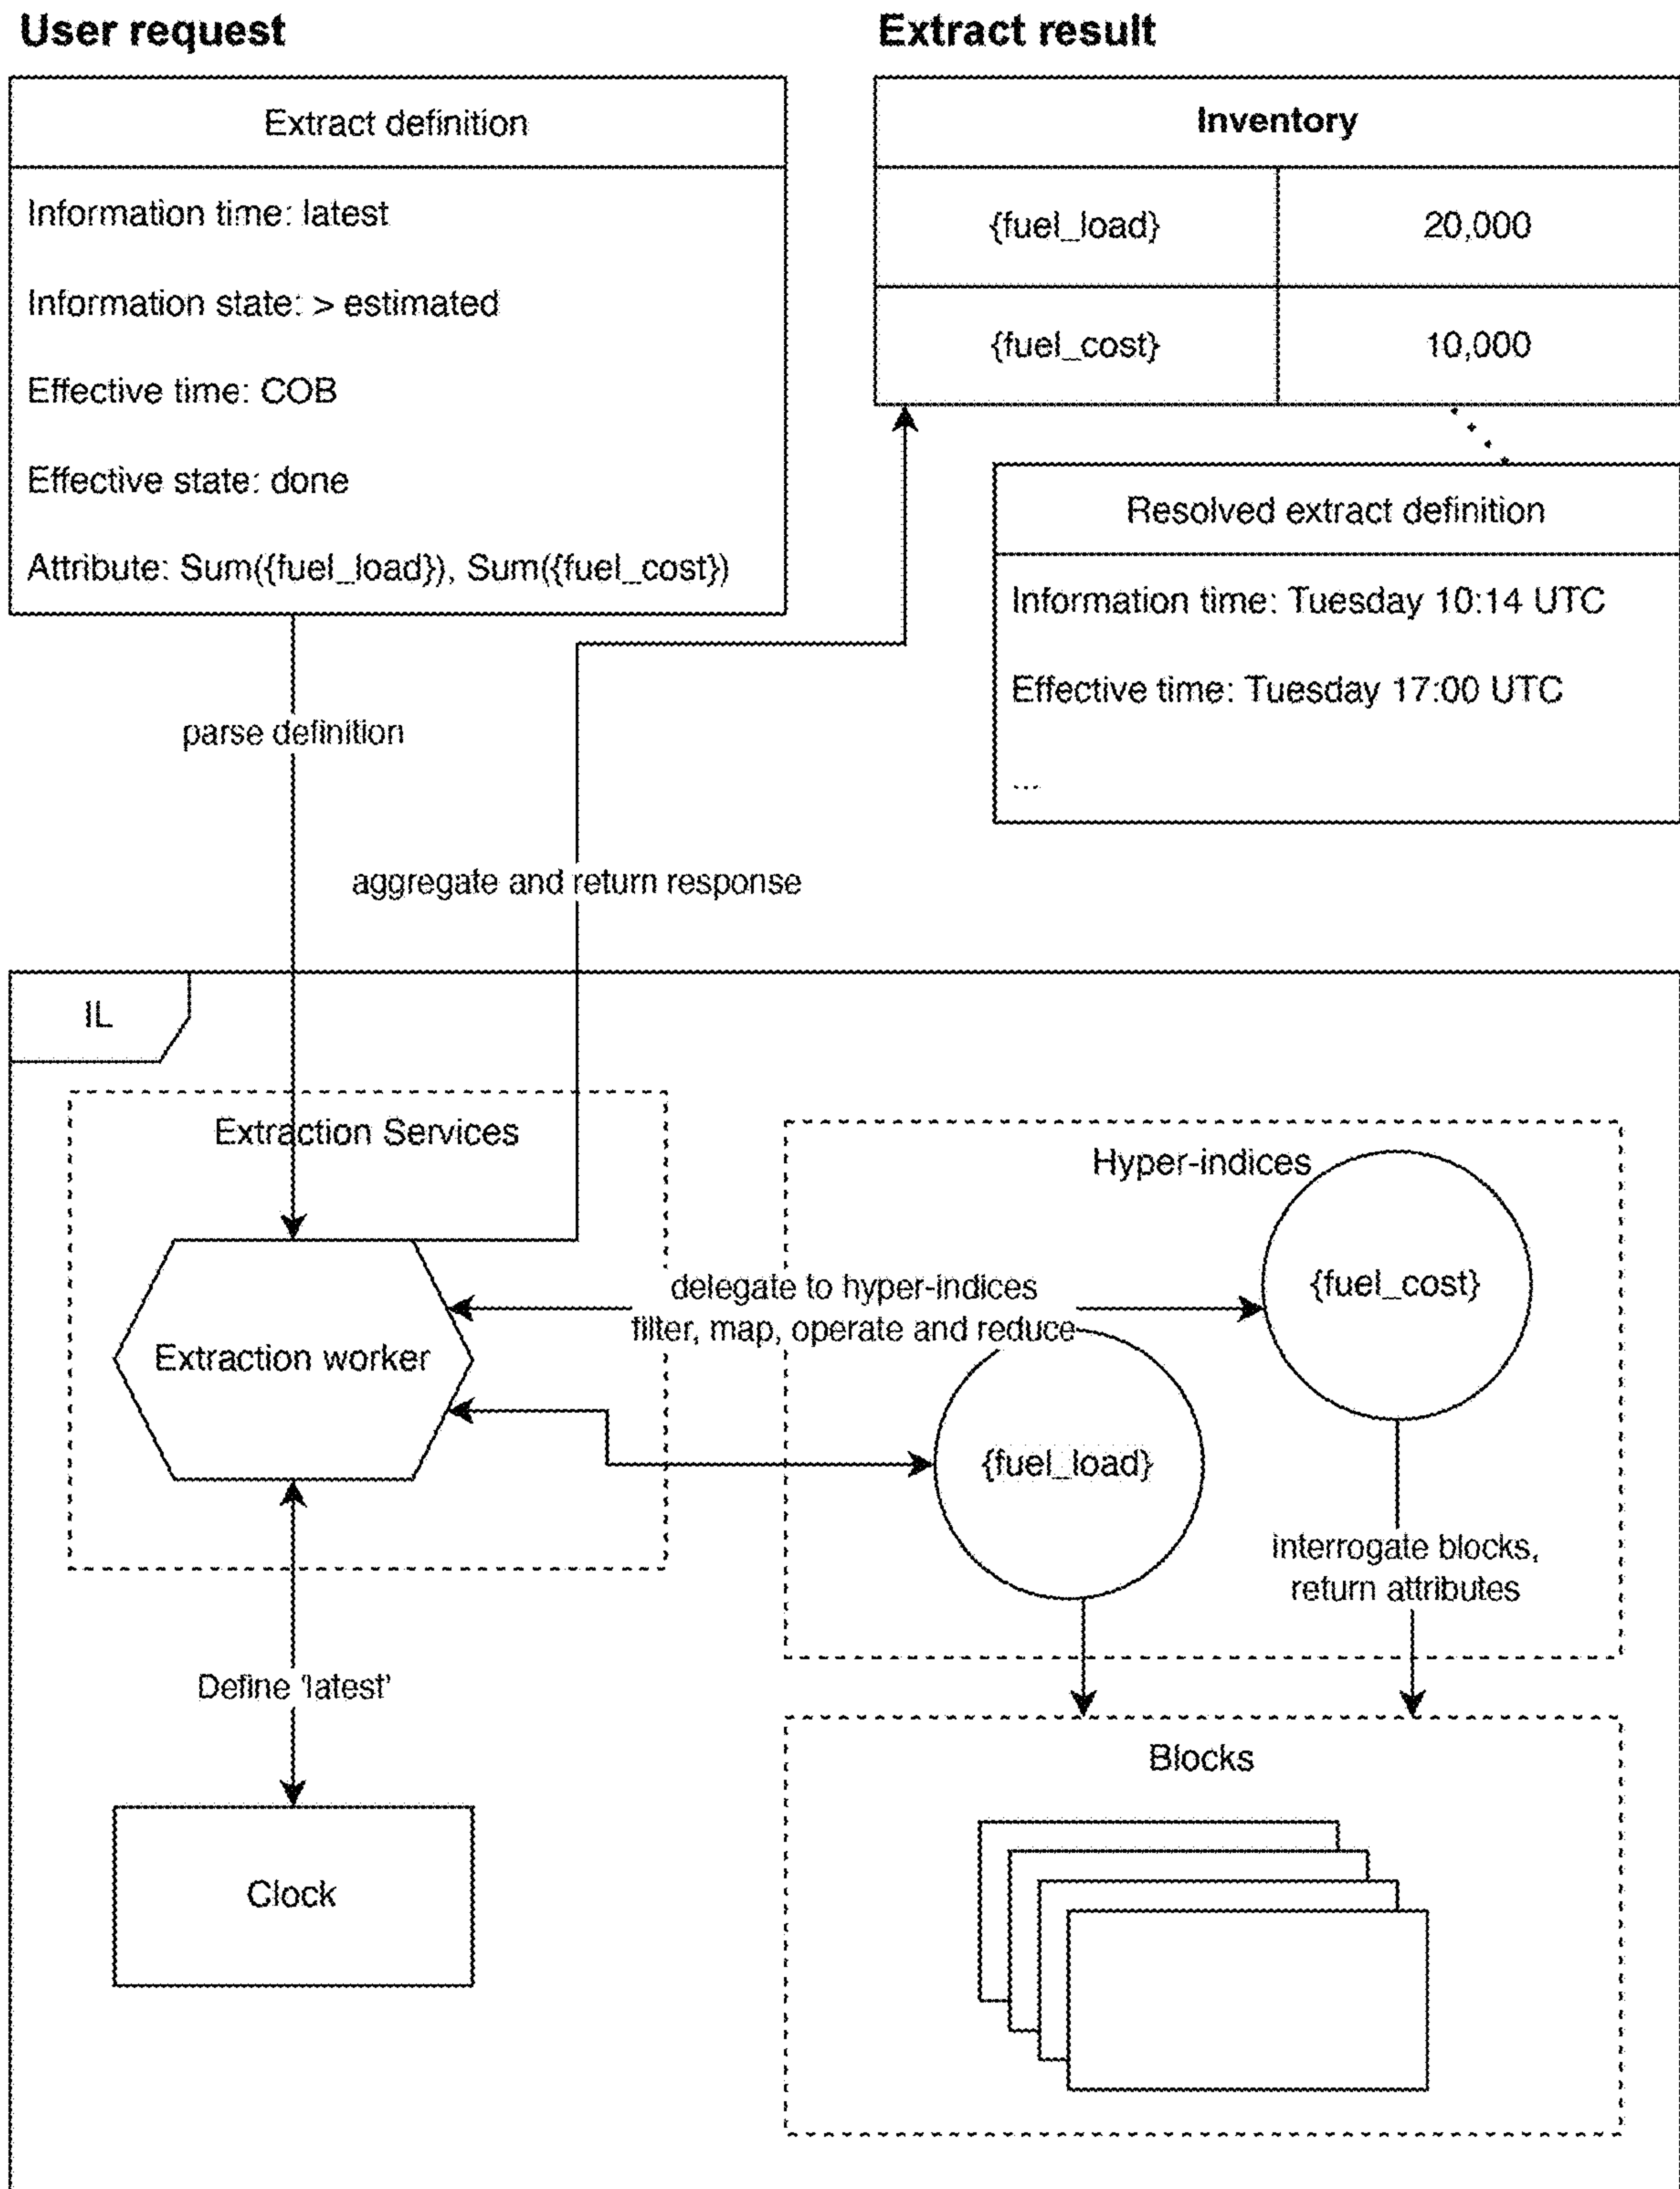 User request
Extract definition
Information time: latest
Information state: > estimated
Effective time: COB
Effective state: done
Attribute: Sum({fuel_load}), Sum({fuel_cost})
Extract result
Inventory
{fuel_load} 20,000
{fuel_cost} 10,000
Resolved extract definition
Information time: Tuesday 10:14 UTC
Effective time: Tuesday 17:00 UTC
...
parse definition
aggregate and return response
IL
Extraction Services
Extraction worker
Hyper-indices
{fuel_cost}
delegate to hyper-indices
filter, map, operate and reduce
{fuel_load}
interrogate blocks,
return attributes
Define 'latest'
Clock
Blocks